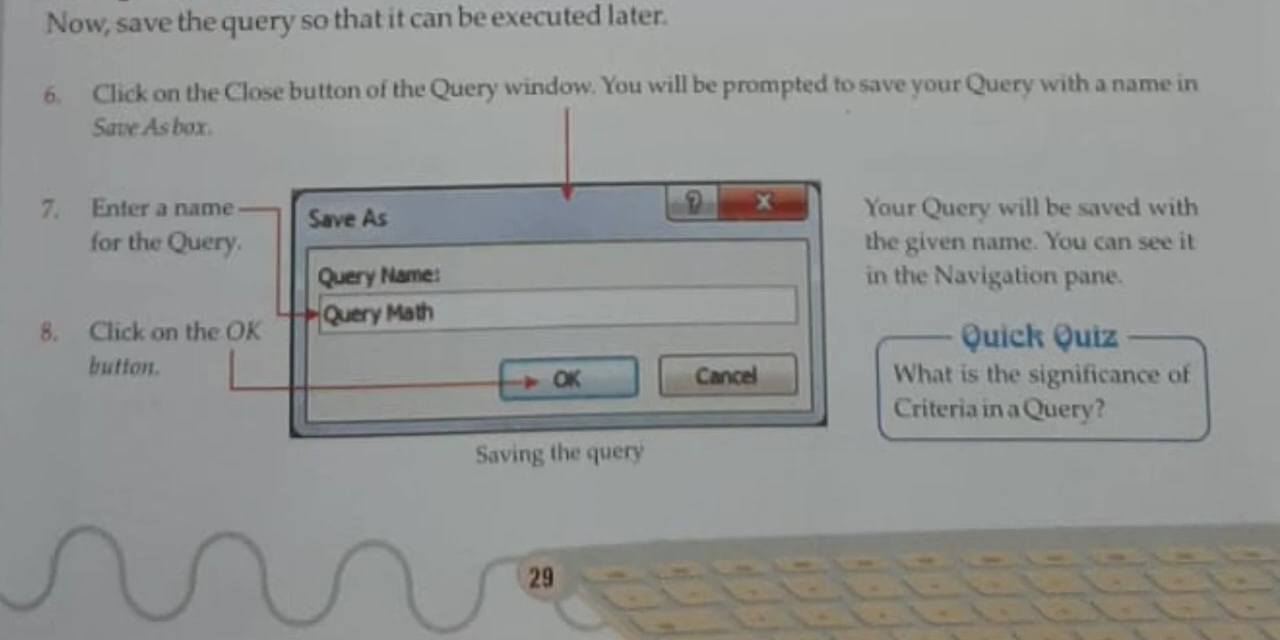 Now, save the query so that it can be executed later.
6. Click on the Close button of the Query window. You will be prompted to save your Query with a name in
Save As box.
7. Enter a name
for the Query.
8. Click on the OK
button.
Save As
?
X
Query Name:
Query Math
OK
Cancel
Saving the query
Your Query will be saved with
the given name. You can see it
in the Navigation pane.
Quick Quiz
What is the significance of
Criteria in a Query?
29